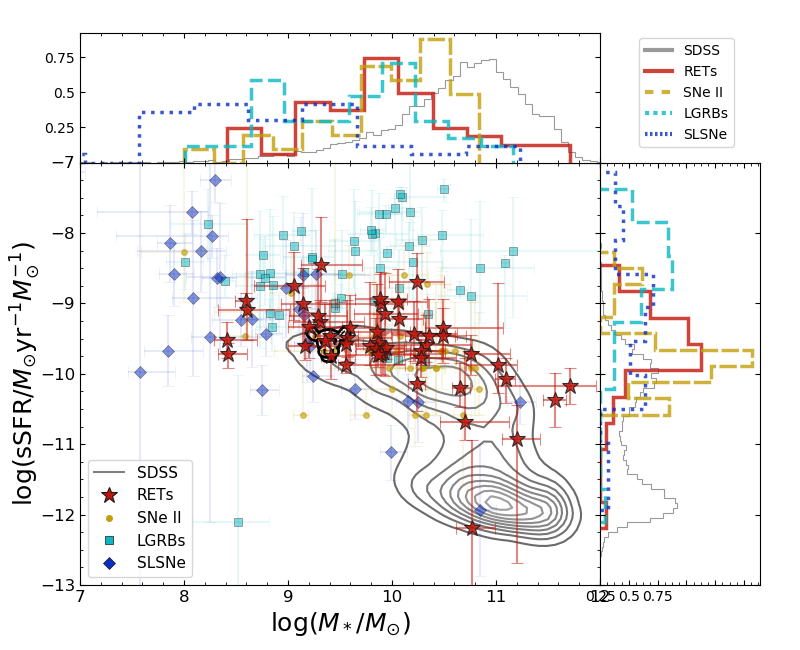 0.75
0.5
0.25
−7
SDSS
RETs
SNe II
LGRBs
SLSNe
−8
−9
−10
−11
−12
−13
log(sSFR/M⊙yr⁻¹M⊙⁻¹)
SDSS
RETs
SNe II
LGRBs
SLSNe
7 8 9 10 11 12
0.25 0.5 0.75
log(M*/M⊙)